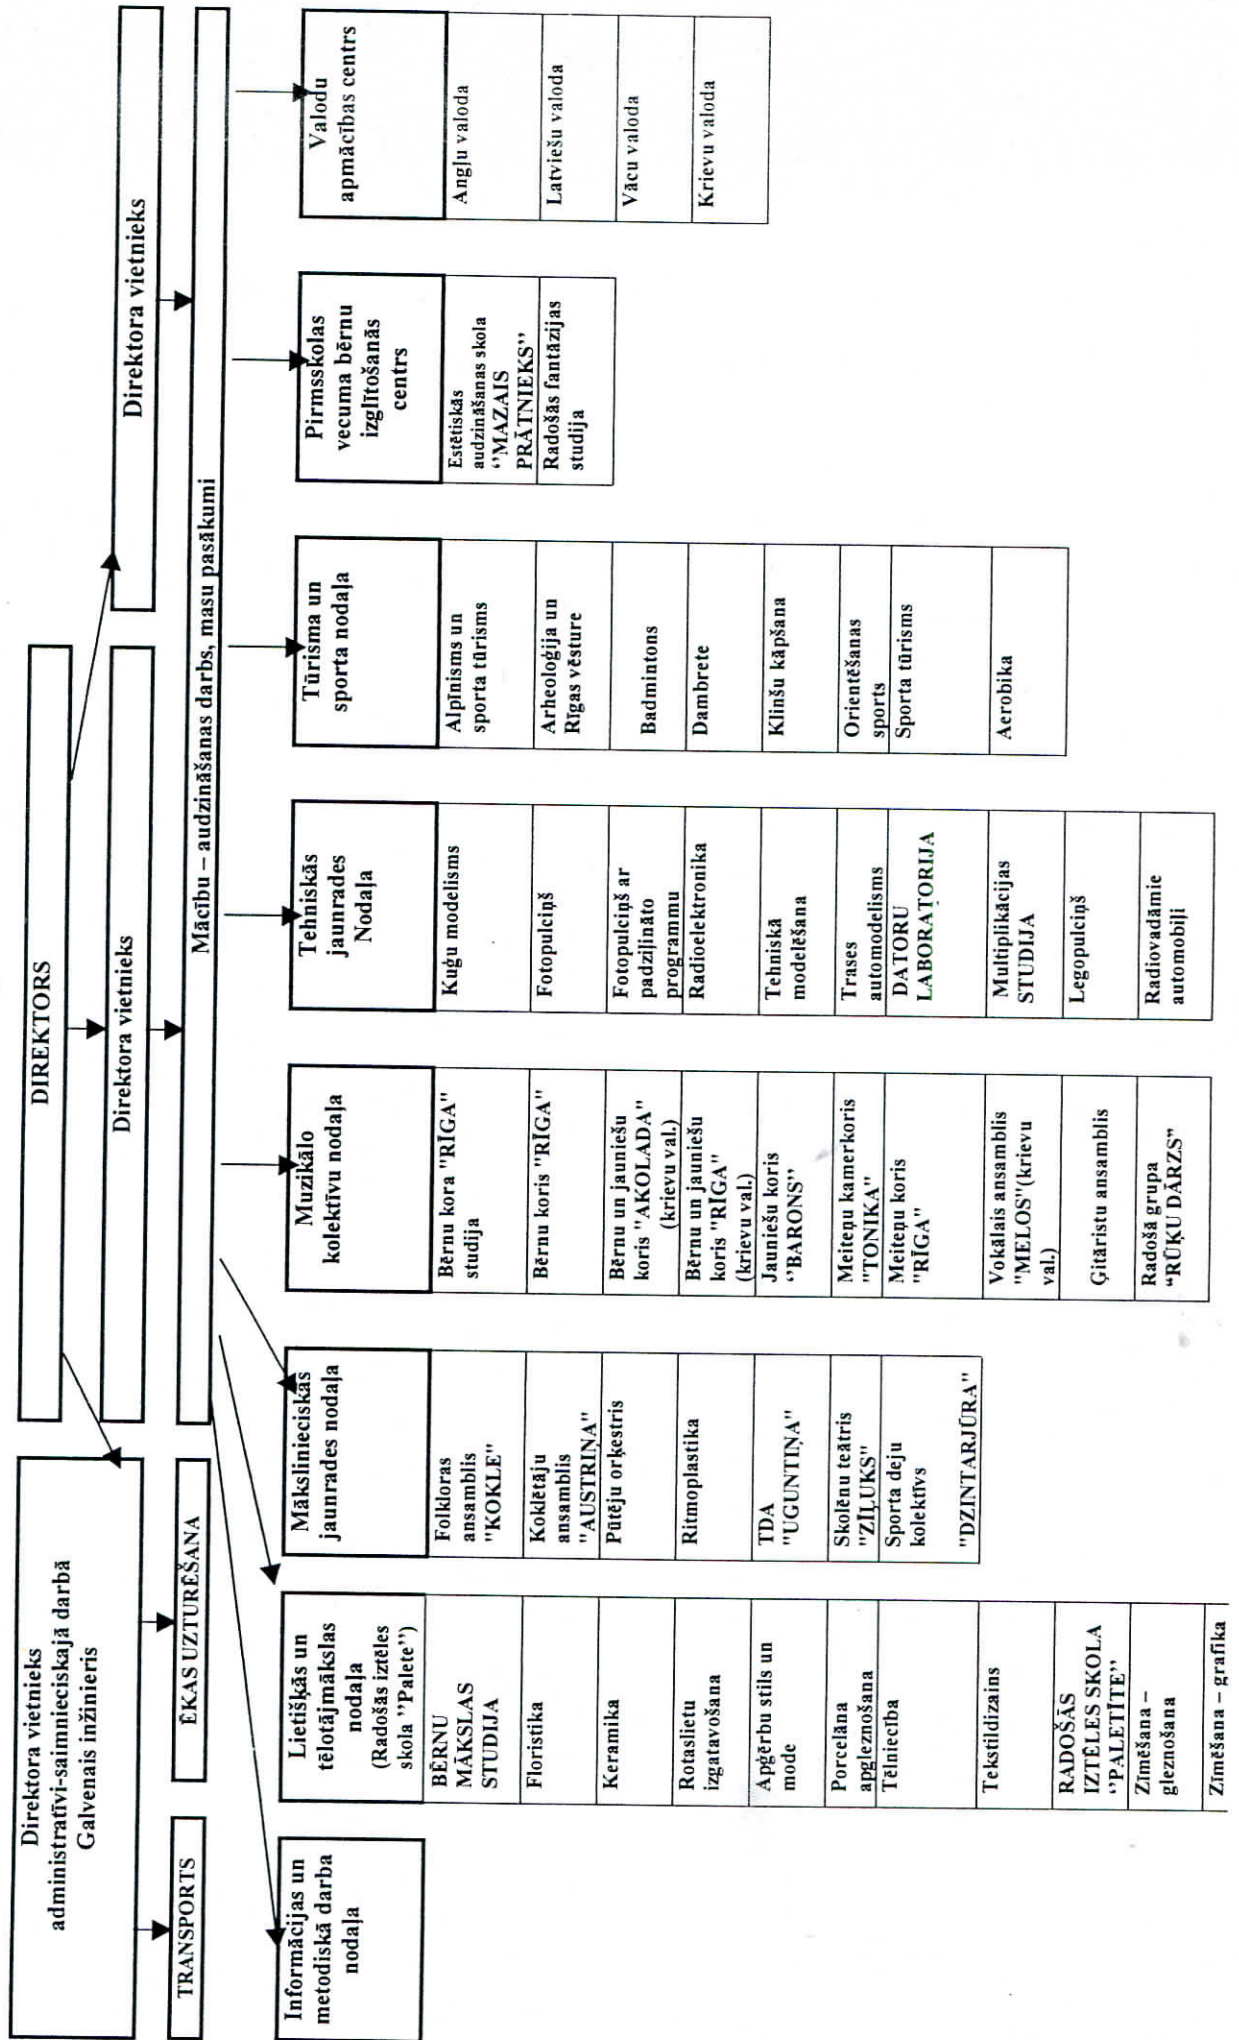 DIREKTORS
Direktora vietnieks
administratīvi-saimnieciskajā darbā
Galvenais inžinieris
Direktora vietnieks
Direktora vietnieks
TRANSPORTS
ĒKAS UZTURĒŠANA
Mācību – audzināšanas darbs, masu pasākumi
Informācijas un
metodiskā darba
nodaļa
Lietišķās un
tēlotājmākslas
nodaļa
(Radošās iztēles
skola ”Palete”)
BĒRNU
MĀKSLAS
STUDIJA
Floristika
Keramika
Rotaslietu
izgatavošana
Apģērbu stils un
mode
Porcelāna
apgleznošana
Tēlniecība
Tekstildizains
RADOŠĀS
IZTĒLES SKOLA
‘’PALETĪTE”
Zīmēšana –
gleznošana
Zīmēšana – grafika
Mākslinieciskās
jaunrades nodaļa
Folkloras
ansamblis
"KOKLE"
Koklētāju
ansamblis
"AUSTRIŅA"
Pūtēju orķestris
Ritmoplastika
TDA
"UGUNTIŅA"
Skolēnu teātris
"ZĪĻUKS"
Sporta deju
kolektīvs
"DZINTARJŪRA"
Muzikālo
kolektīvu nodaļa
Bērnu kora "RĪGA"
studija
Bērnu koris "RĪGA"
Bērnu un jauniešu
koris "AKOLADA"
(krievu val.)
Bērnu un jauniešu
koris "RĪGA"
(krievu val.)
Jauniešu koris
‘’BARONS”
Meiteņu kamerkoris
"TONIKA"
Meiteņu koris
"RĪGA"
Vokālais ansamblis
"MELOS"(krievu
val.)
Ģitāristu ansamblis
Radošā grupa
“RŪĶU DĀRZS”
Tehniskās
jaunrades
Nodaļa
Kuģu modelisms
Fotopulciņš
Fotopulciņš ar
padziļināto
programmu
Radioelektronika
Tehniskā
modelēšana
Trases
automodelisms
DATORU
LABORATORIJA
Multiplikācijas
STUDIJA
Legopulciņš
Radiovadāmie
automobiļi
Tūrisma un
sporta nodaļa
Alpīnisms un
sporta tūrisms
Arheoloģija un
Rīgas vēsture
Badmintons
Dambrete
Klinšu kāpšana
Orientēšanas
sports
Sporta tūrisms
Aerobika
Pirmsskolas
vecuma bērnu
izglītošanās
centrs
Estētiskās
audzināšanas skola
‘’MAZAIS
PRĀTNIEKS”
Radošās fantāzijas
studija
Valodu
apmācības centrs
Angļu valoda
Latviešu valoda
Vācu valoda
Krievu valoda